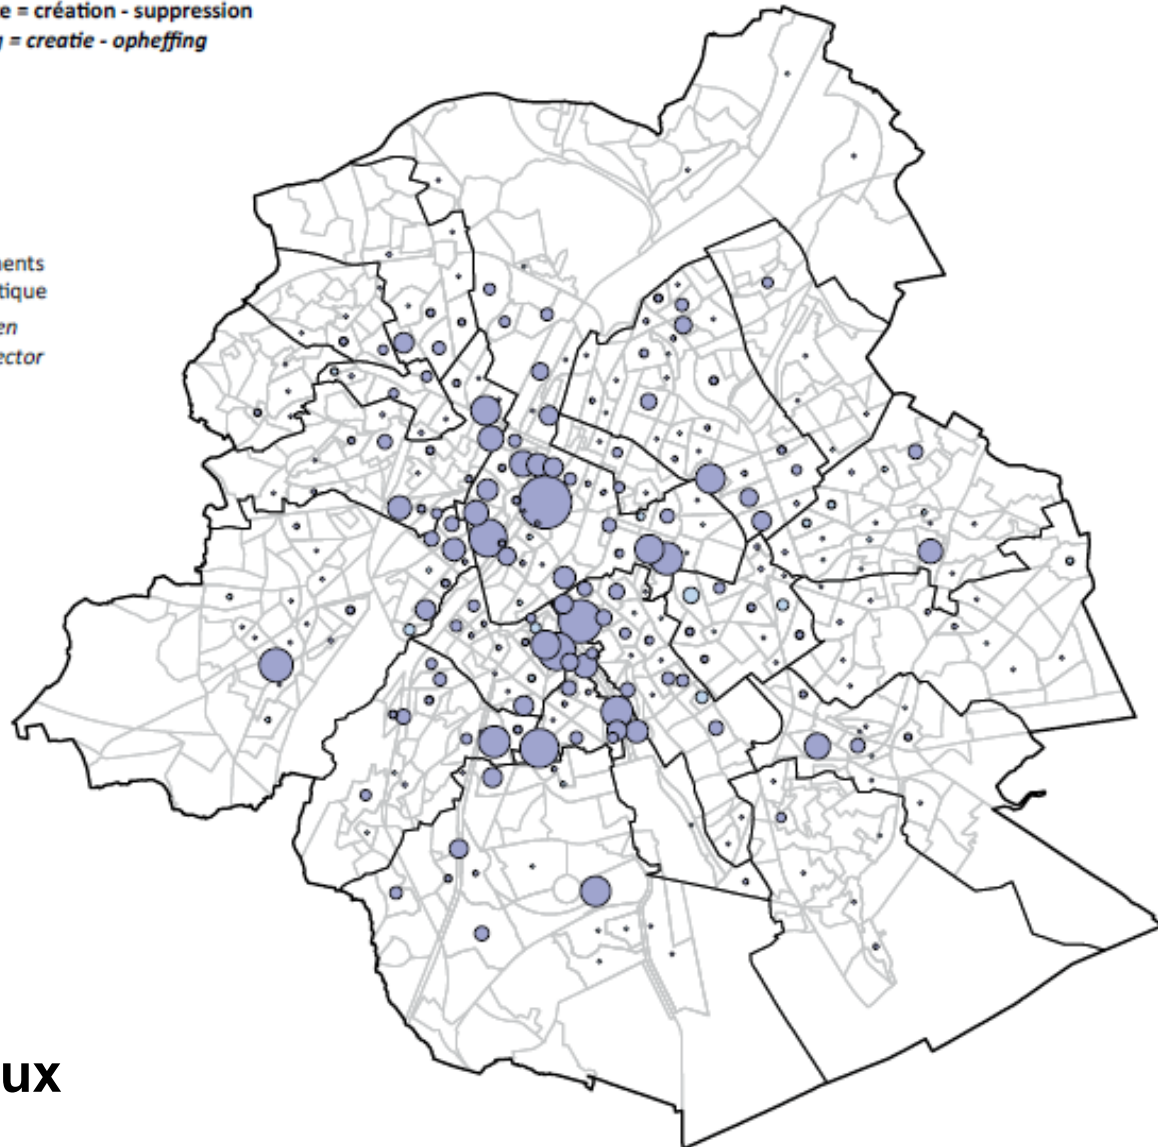 e = création - suppression
g = creatie - opheffing
ents
tique
en
ector
ux